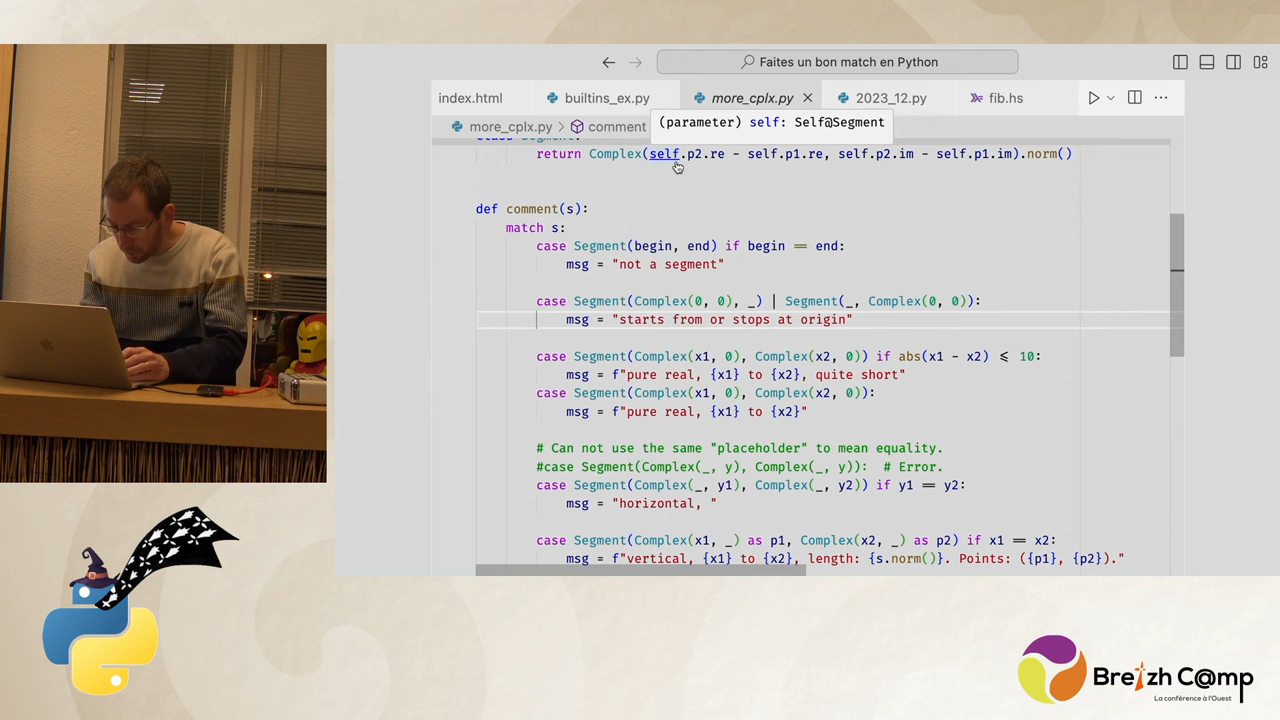 Faites un bon match en Python
index.html
builtins_ex.py
more_cplx.py
2023_12.py
fib.hs
more_cplx.py
comment
(parameter) self: Self@Segment
class Segment:
return Complex(self.p2.re - self.p1.re, self.p2.im - self.p1.im).norm()
def comment(s):
match s:
case Segment(begin, end) if begin == end:
msg = "not a segment"
case Segment(Complex(0, 0), _) | Segment(_, Complex(0, 0)):
msg = "starts from or stops at origin"
case Segment(Complex(x1, 0), Complex(x2, 0)) if abs(x1 - x2) <= 10:
msg = f"pure real, {x1} to {x2}, quite short"
case Segment(Complex(x1, 0), Complex(x2, 0)):
msg = f"pure real, {x1} to {x2}"
# Can not use the same "placeholder" to mean equality.
#case Segment(Complex(_, y), Complex(_, y)):  # Error.
case Segment(Complex(_, y1), Complex(_, y2)) if y1 == y2:
msg = "horizontal, "
case Segment(Complex(x1, _) as p1, Complex(x2, _) as p2) if x1 == x2:
msg = f"vertical, {x1} to {x2}, length: {s.norm()}. Points: ({p1}, {p2})."
Breizh C@mp
La conférence à l'Ouest